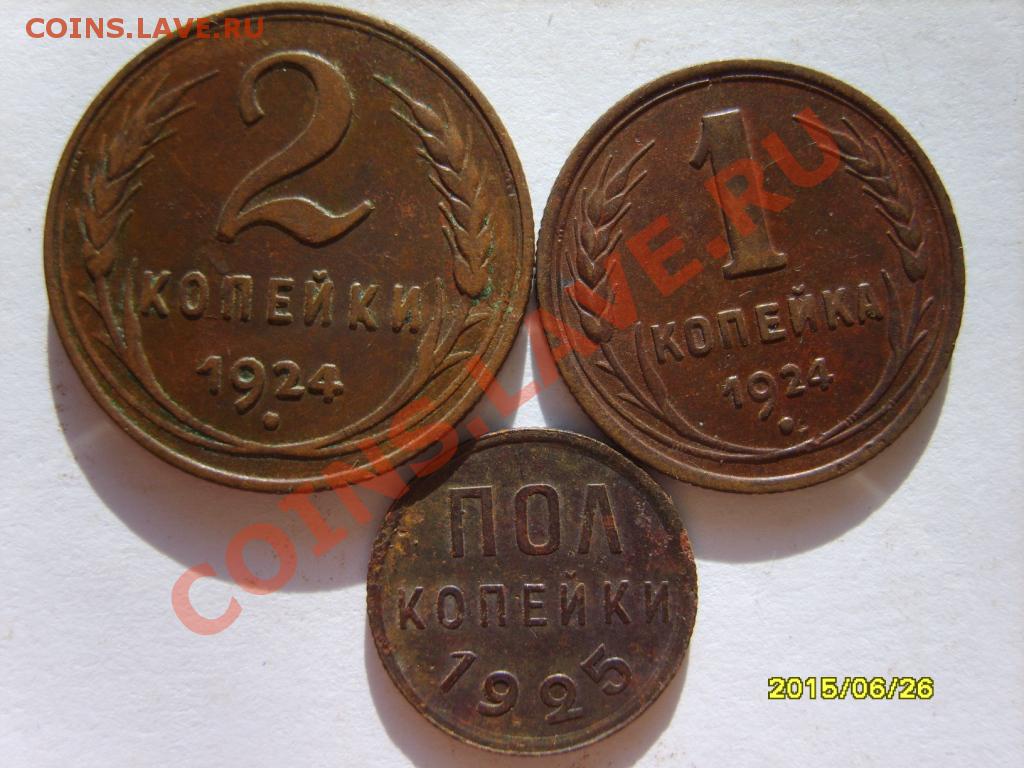 COINS.LAVE.RU
2
КОПЕЙКИ
1924
1
КОПЕЙКА
1924
COINS.LAVE.RU
ПОЛ
КОПЕЙКИ
1925
2015/06/26